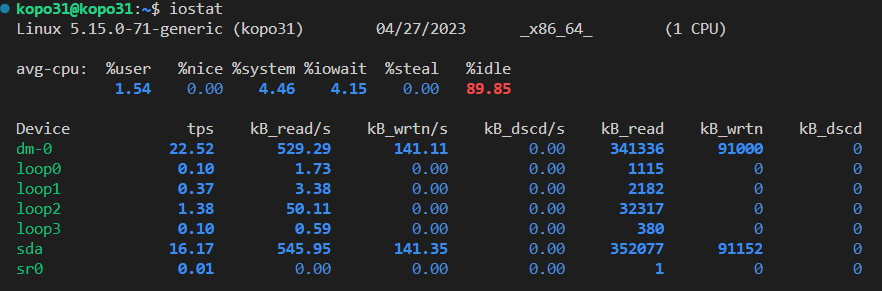 kopo31@kopo31:~$ iostat
Linux 5.15.0-71-generic (kopo31) 04/27/2023 _x86_64_ (1 CPU)
avg-cpu: %user %nice %system %iowait %steal %idle
1.54 0.00 4.46 4.15 0.00 89.85
Device tps kB_read/s kB_wrtn/s kB_dscd/s kB_read kB_wrtn kB_dscd
dm-0 22.52 529.29 141.11 0.00 341336 91000 0
loop0 0.10 1.73 0.00 0.00 1115 0 0
loop1 0.37 3.38 0.00 0.00 2182 0 0
loop2 1.38 50.11 0.00 0.00 32317 0 0
loop3 0.10 0.59 0.00 0.00 380 0 0
sda 16.17 545.95 141.35 0.00 352077 91152 0
sr0 0.01 0.00 0.00 0.00 1 0 0